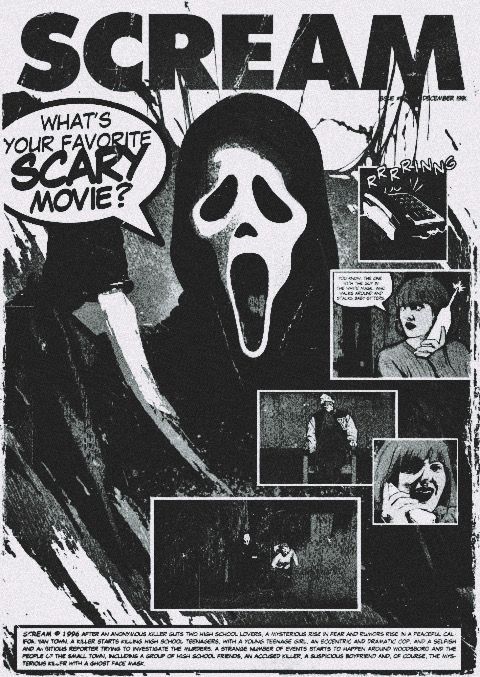 SCREAM
ISSUE DECEMBER 1996
WHAT'S
YOUR FAVORITE
SCARY
MOVIE?
RRRRINNG
YOU KNOW, THE ONE
WITH THE GUY IN
THE WHITE MASK, WHO
WALKS AROUND AND
STALKS BABY SITTERS
SCREAM © 1996 AFTER AN ANONYMOUS KILLER GUTS TWO HIGH SCHOOL LOVERS, A MYSTERIOUS RISE IN FEAR AND RUMORS RISE IN A PEACEFUL CAL-
TOWN. A KILLER STARTS KILLING HIGH SCHOOL TEENAGERS, WITH A YOUNG TEENAGE GIRL, AN ECCENTRIC AND DRAMATIC COP, AND A SELFISH
AND AMBITIOUS REPORTER TRYING TO INVESTIGATE THE MURDERS, A STRANGE NUMBER OF EVENTS STARTS TO HAPPEN AROUND WOODSBORO AND THE
PEOPLE OF THE SMALL TOWN, INCLUDING A GROUP OF HIGH SCHOOL FRIENDS, AN ACCUSED KILLER, A SUSPICIOUS BOYFRIEND AND, OF COURSE, THE MYS-
TERIOUS KILLER WITH A GHOST FACE MASK.